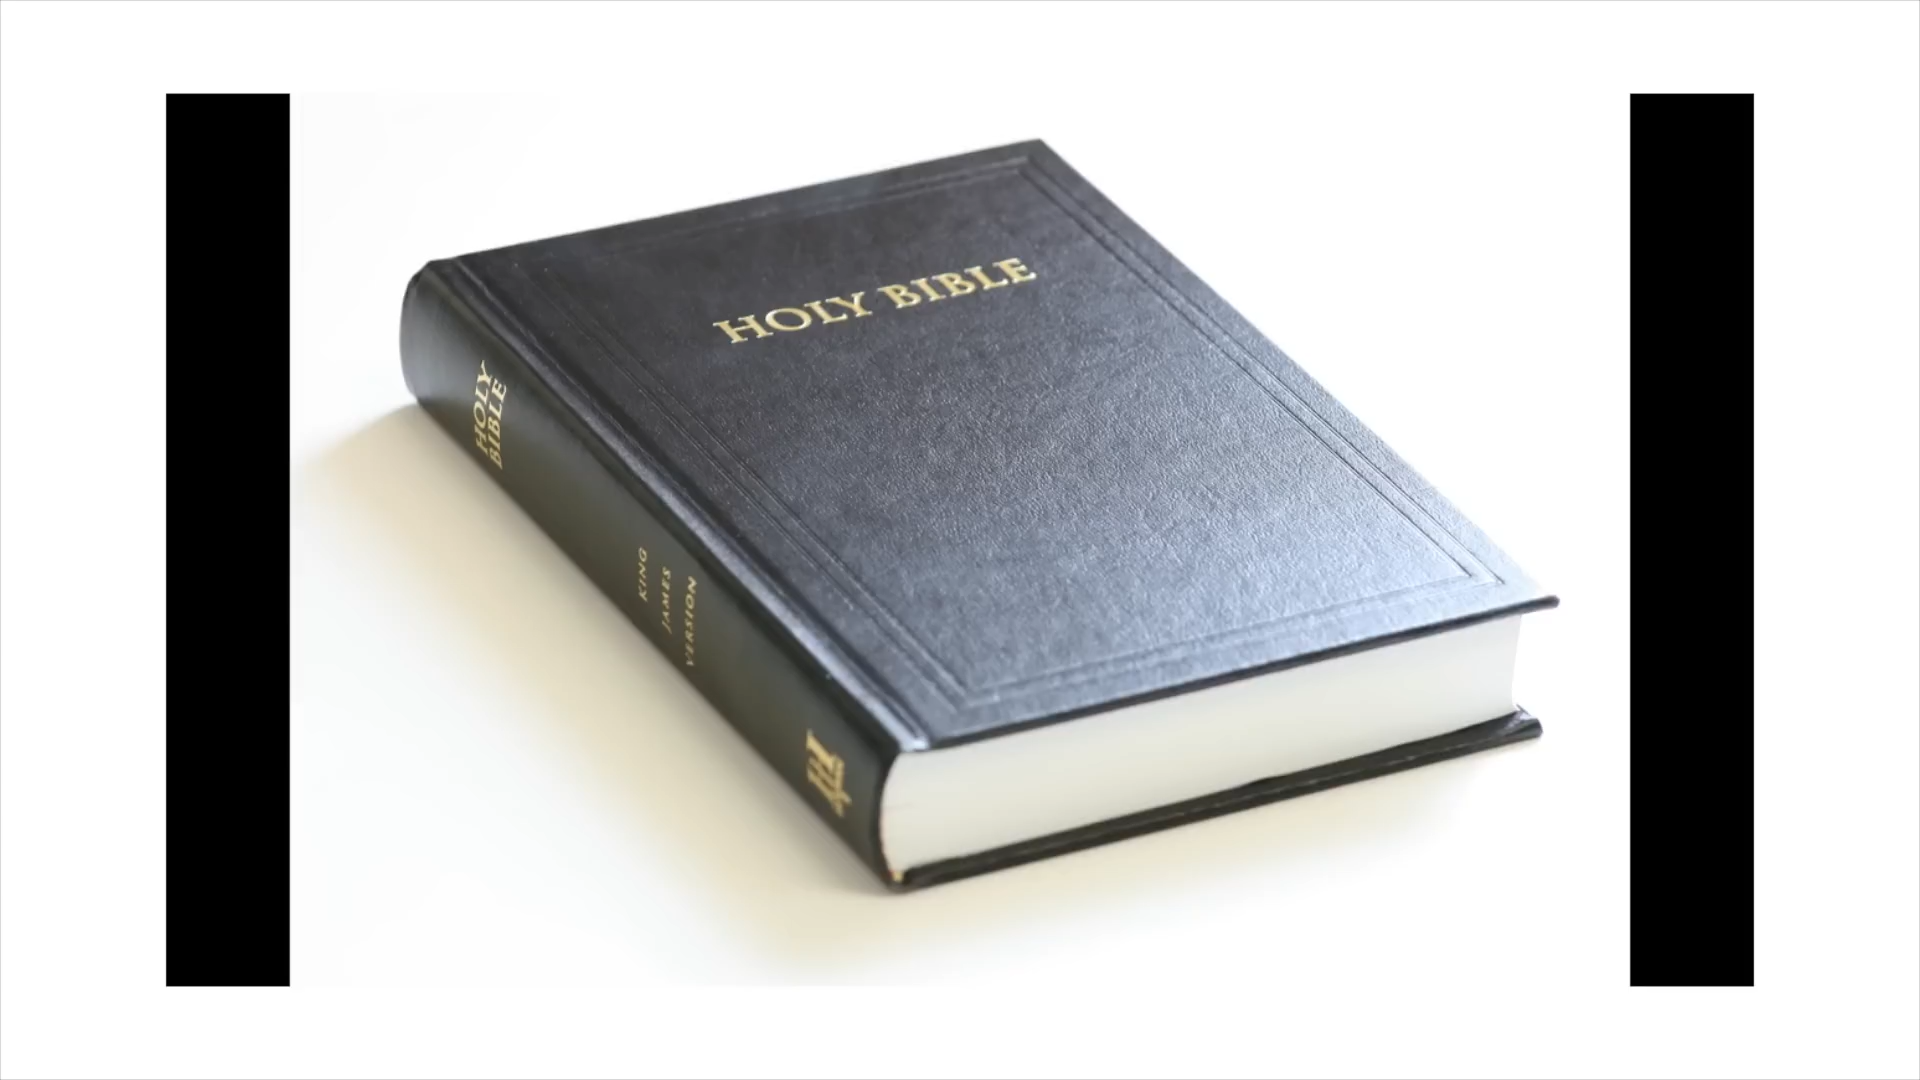 HOLY BIBLE
HOLY
BIBLE
KING
JAMES
VERSION